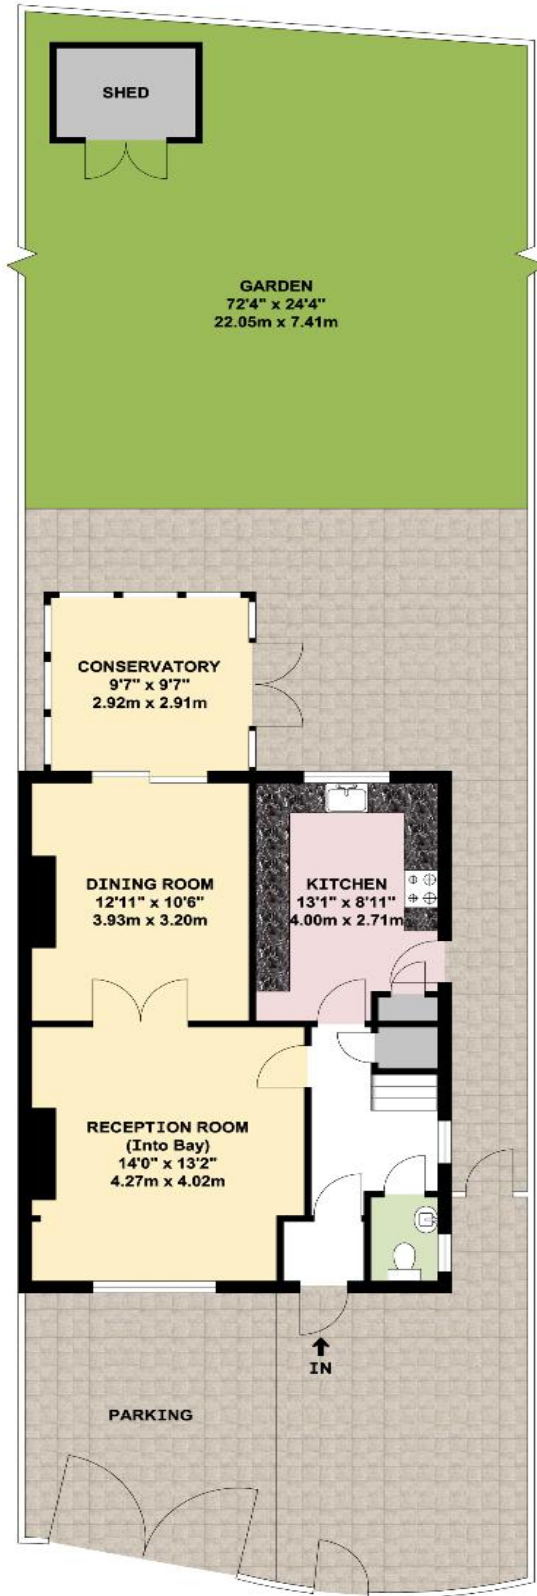 SHED
GARDEN
72'4" x 24'4"
22.05m x 7.41m
CONSERVATORY
9'7" x 9'7"
2.92m x 2.91m
DINING ROOM
12'11" x 10'6"
3.93m x 3.20m
KITCHEN
13'1" x 8'11"
4.00m x 2.71m
RECEPTION ROOM
(Into Bay)
14'0" x 13'2"
4.27m x 4.02m
IN
PARKING